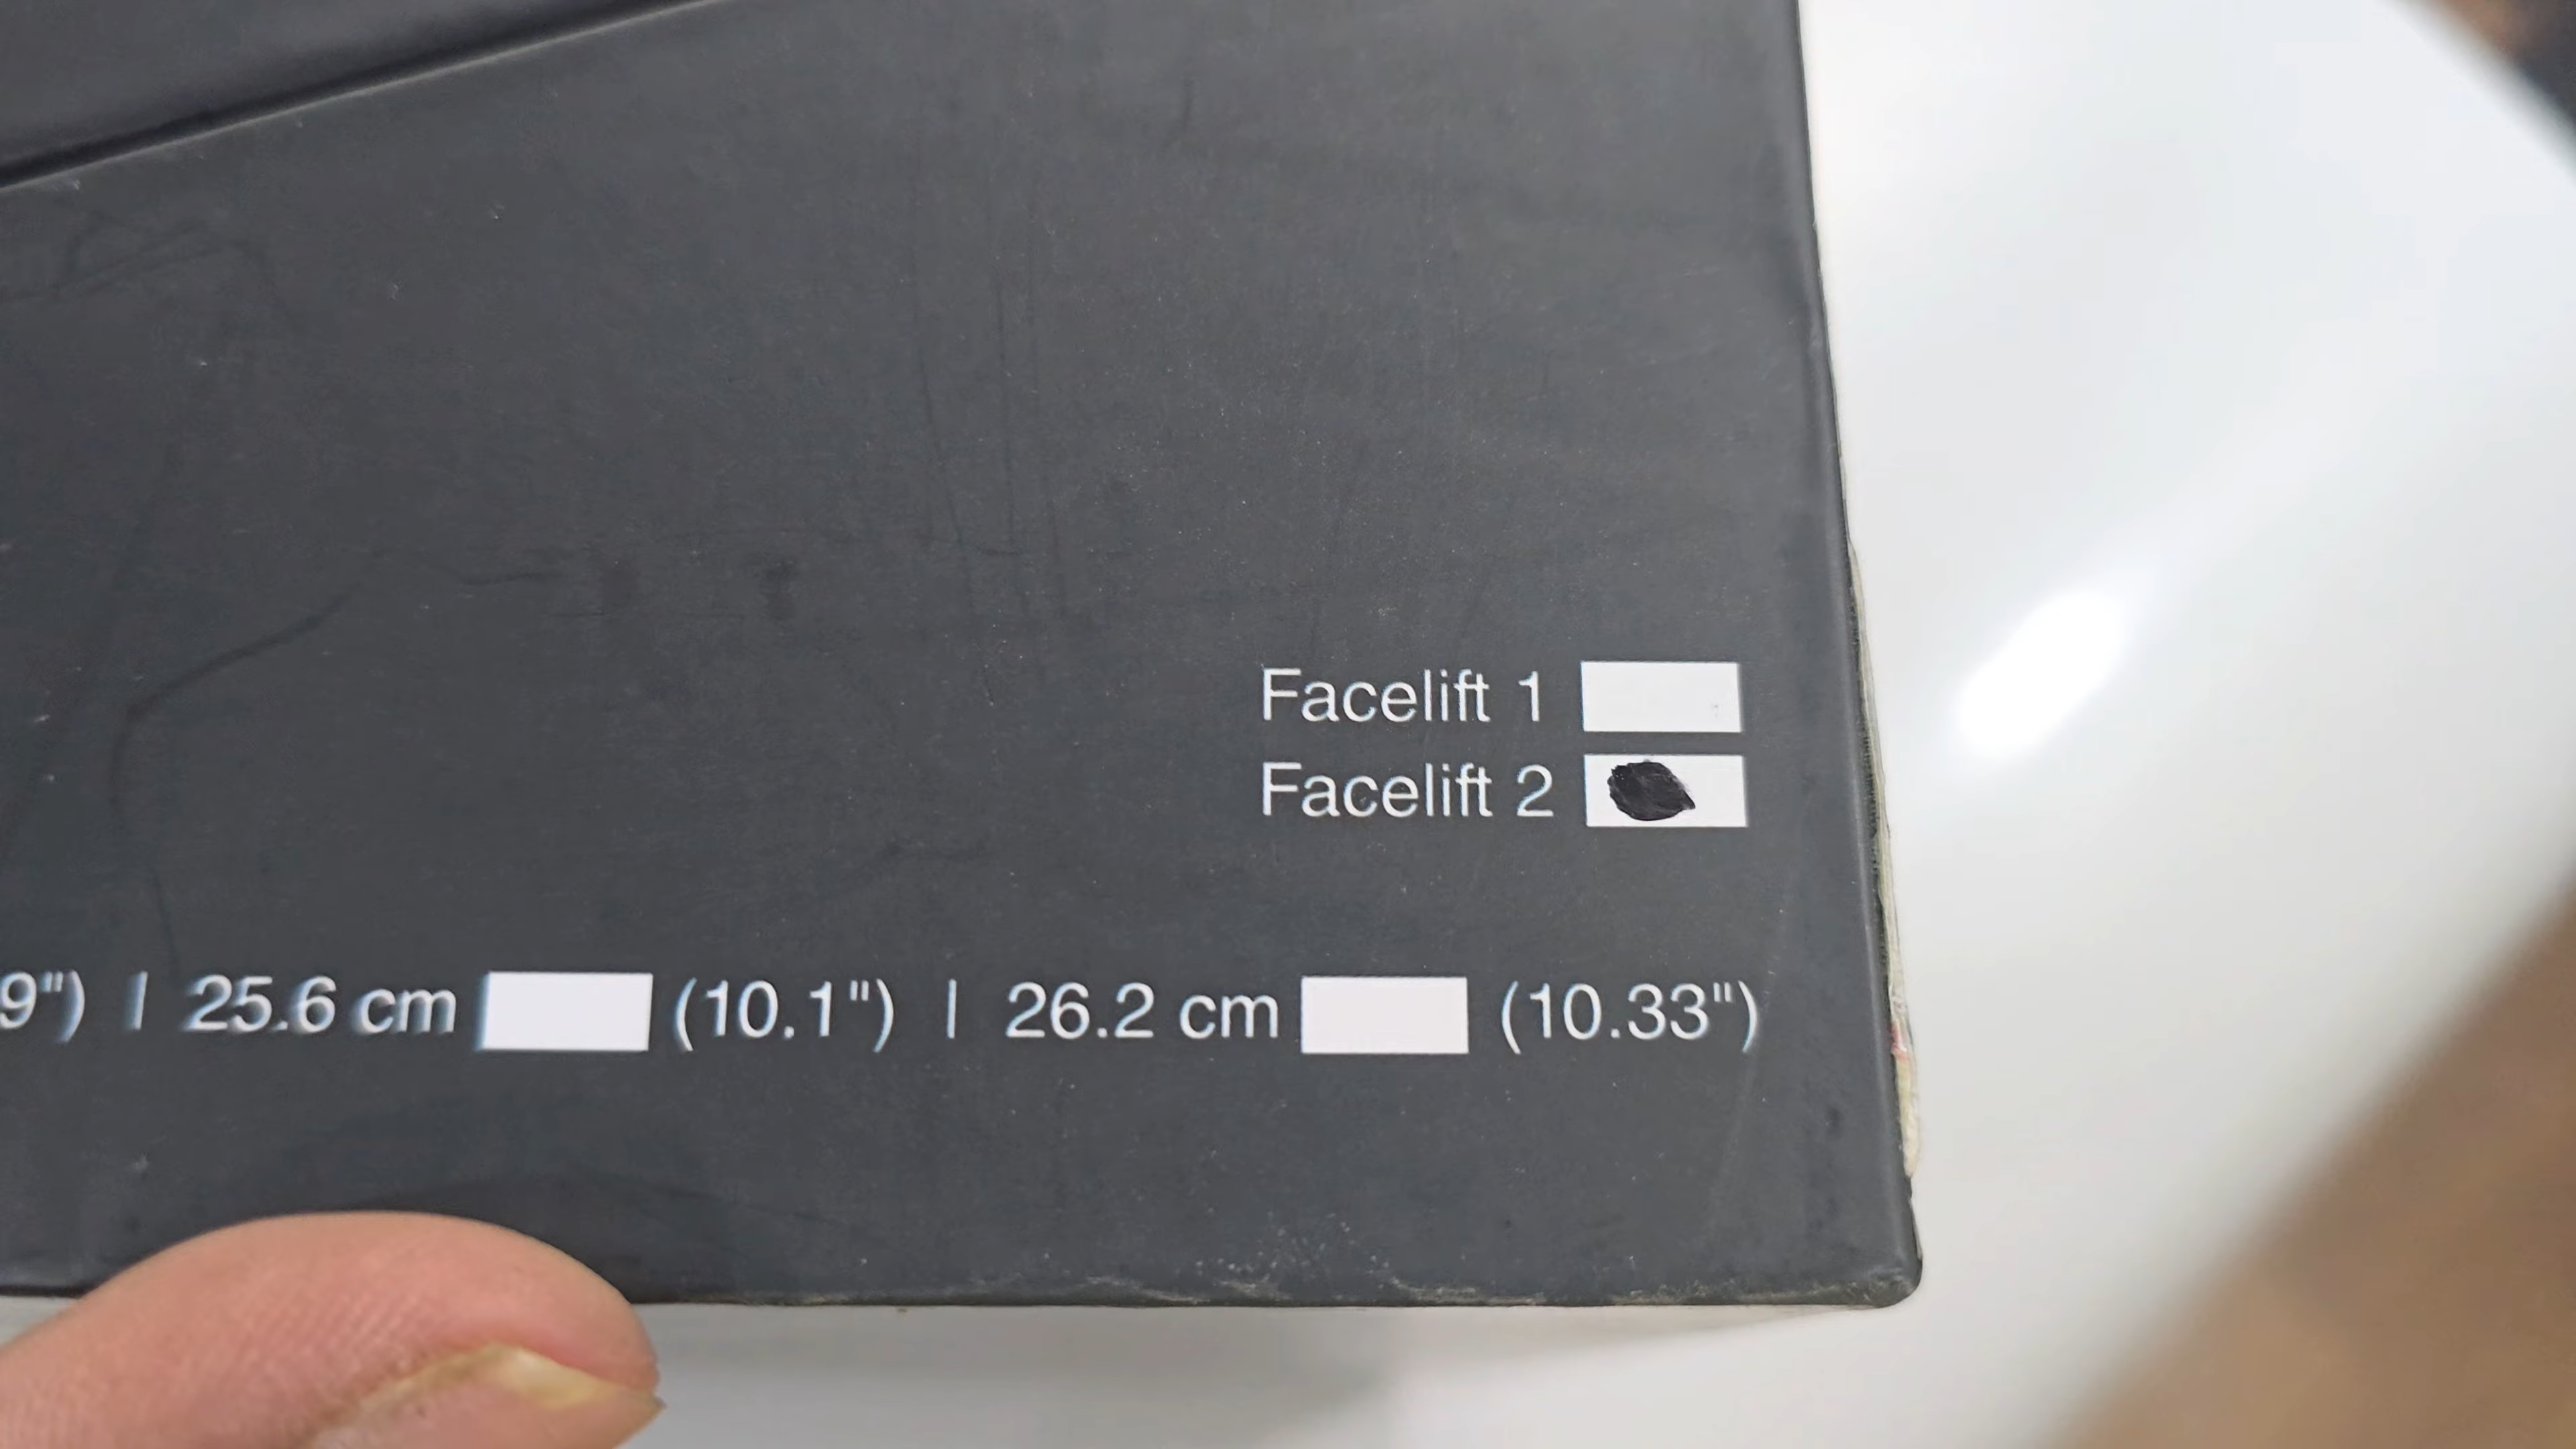 Facelift 1
Facelift 2
9") | 25.6 cm (10.1") | 26.2 cm (10.33")